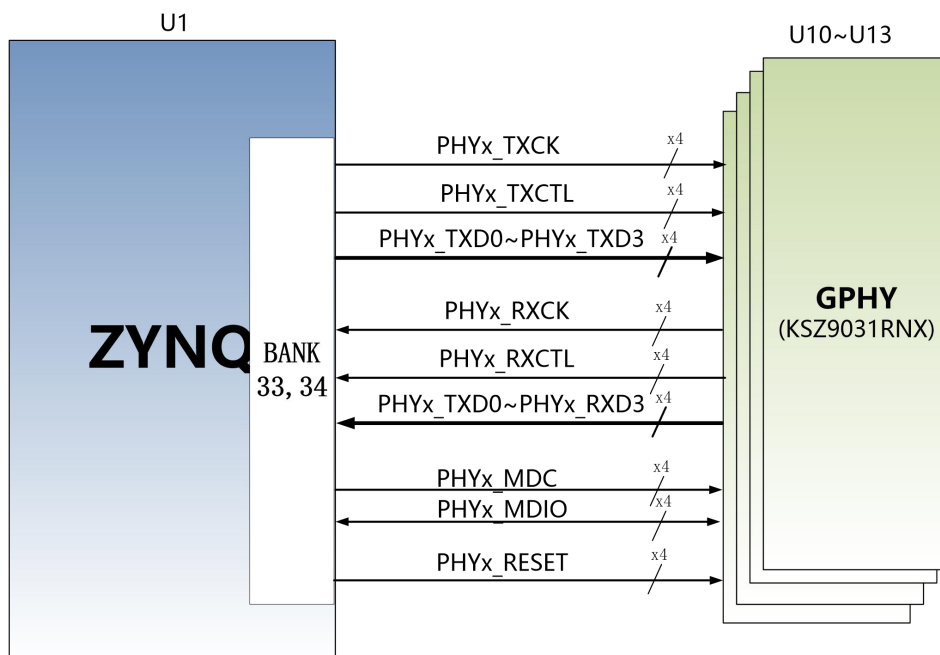 U1
U10~U13
PHYx_TXCK
x4
PHYx_TXCTL
x4
PHYx_TXD0~PHYx_TXD3
x4
PHYx_RXCK
x4
PHYx_RXCTL
x4
PHYx_TXD0~PHYx_RXD3
x4
PHYx_MDC
x4
PHYx_MDIO
x4
PHYx_RESET
x4
ZYNQ
BANK
33, 34
GPHY
(KSZ9031RNX)